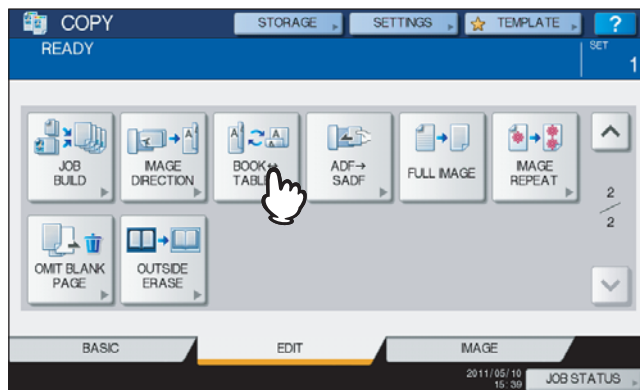 COPY
STORAGE
SETTINGS
TEMPLATE
?
READY
SET
1
JOB
BUILD
IMAGE
DIRECTION
BOOK↔
TABLET
ADF→
SADF
FULL IMAGE
IMAGE
REPEAT
2
2
OMIT BLANK
PAGE
OUTSIDE
ERASE
BASIC
EDIT
IMAGE
2011/05/10
15:39
JOB STATUS